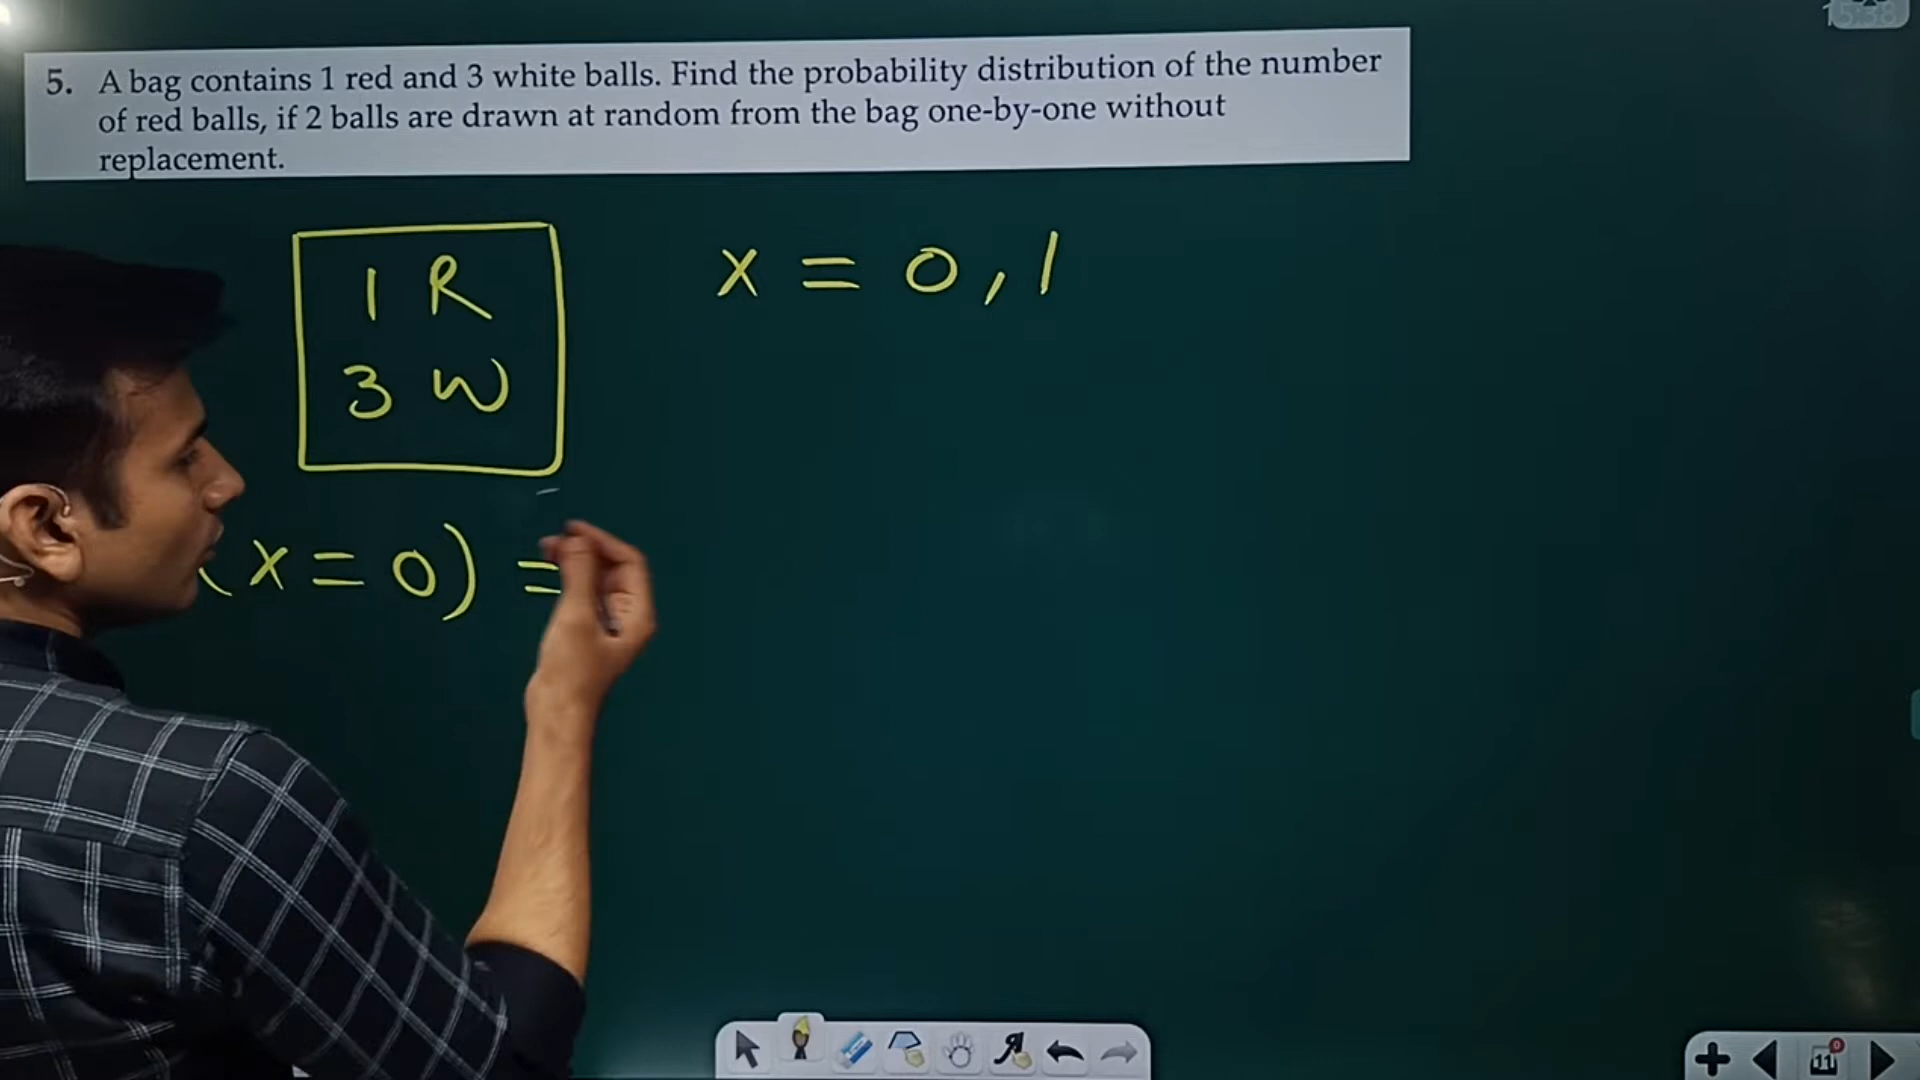 5. A bag contains 1 red and 3 white balls. Find the probability distribution of the number
of red balls, if 2 balls are drawn at random from the bag one-by-one without
replacement.
1 R
3 W
x = 0, 1
(x = 0) =
11
0